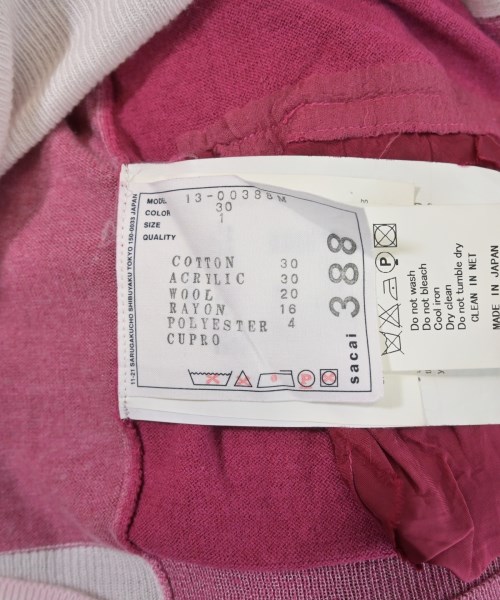 MODEL 13-00388M
COLOR 30
SIZE 1
QUALITY
COTTON 30
ACRYLIC 30
WOOL 20
RAYON 16
POLYESTER 4
CUPRO
sacai 388
11-21 SARUGAKUCHO SHIBUYAKU TOKYO 150-0033 JAPAN
P
Do not wash
Do not bleach
Cool iron
Dry clean
Do not tumble dry
CLEAN IN NET
MADE IN JAPAN
P